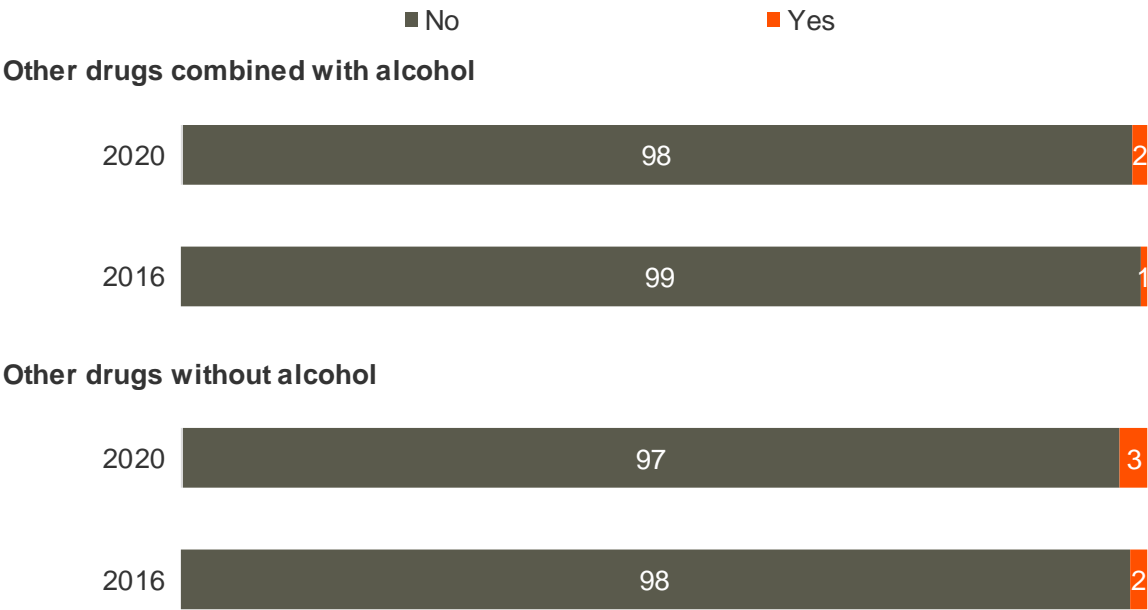 No Yes
Other drugs combined with alcohol
2020 98 2
2016 99 1
Other drugs without alcohol
2020 97 3
2016 98 2